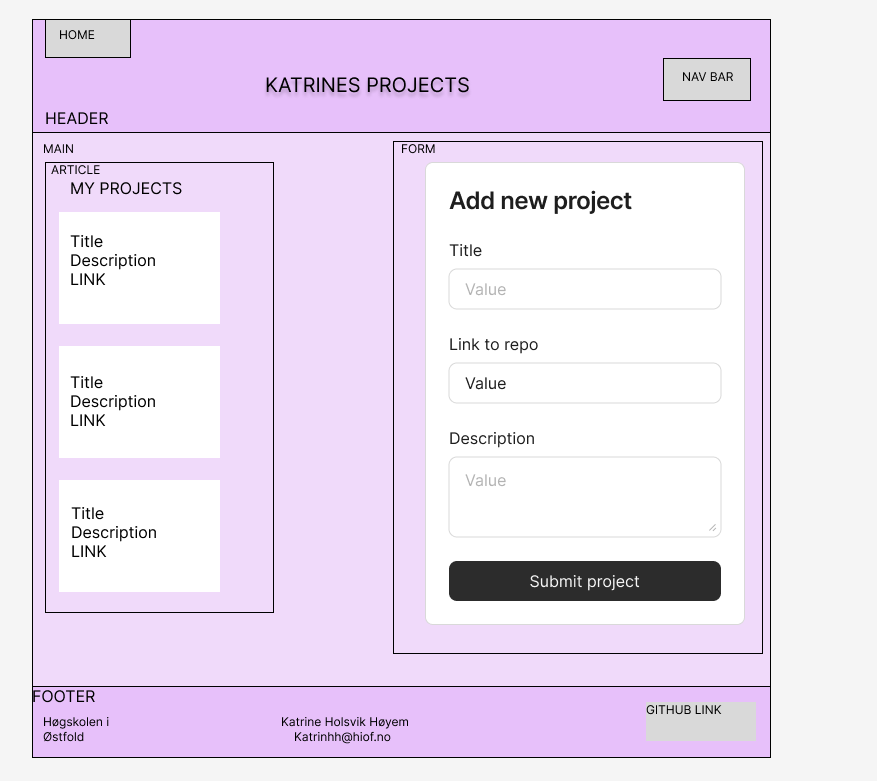 HOME
NAV BAR
KATRINES PROJECTS
HEADER
MAIN
ARTICLE
MY PROJECTS
Title
Description
LINK
Title
Description
LINK
Title
Description
LINK
FORM
Add new project
Title
Value
Link to repo
Value
Description
Value
Submit project
FOOTER
Høgskolen i
Østfold
Katrine Holsvik Høyem
Katrinhh@hiof.no
GITHUB LINK